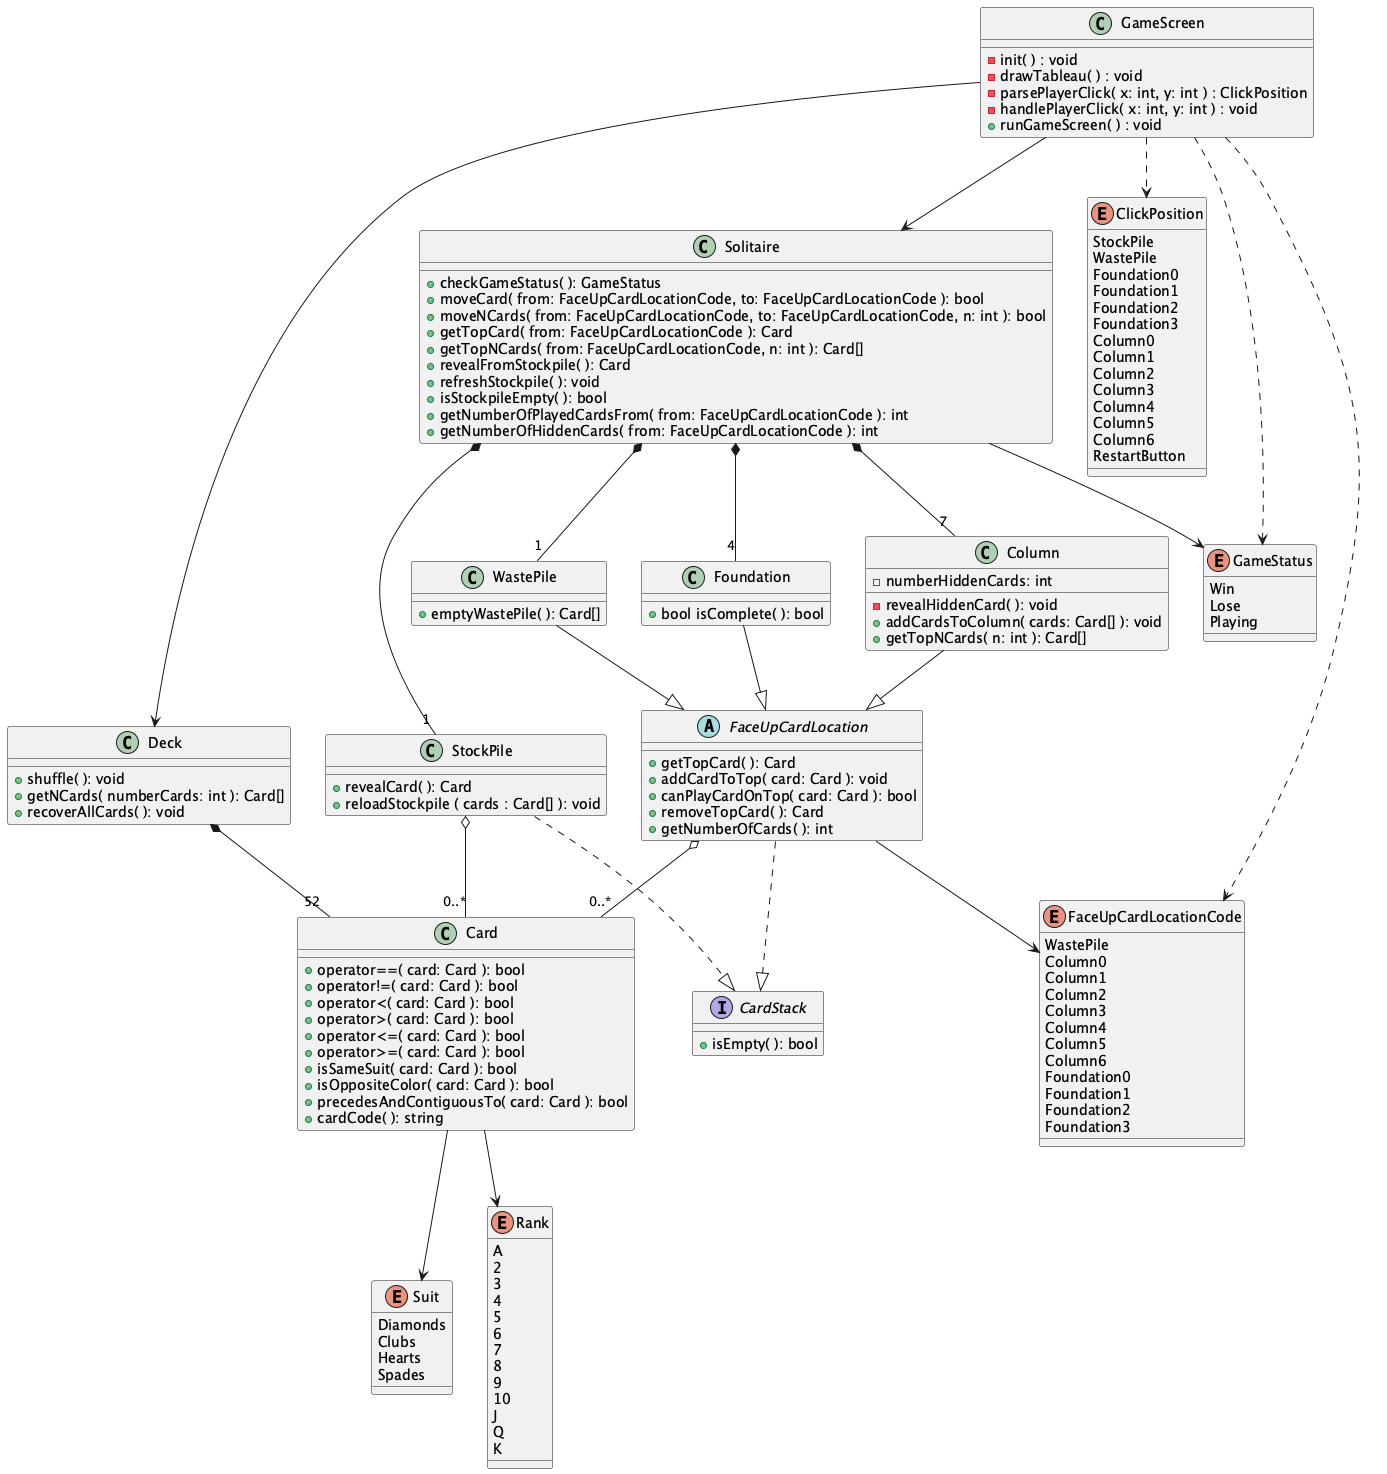 C GameScreen
init( ) : void
drawTableau( ) : void
parsePlayerClick( x: int, y: int ) : ClickPosition
handlePlayerClick( x: int, y: int ) : void
runGameScreen( ) : void
E ClickPosition
StockPile
WastePile
Foundation0
Foundation1
Foundation2
Foundation3
Column0
Column1
Column2
Column3
Column4
Column5
Column6
RestartButton
C Solitaire
checkGameStatus( ): GameStatus
moveCard( from: FaceUpCardLocationCode, to: FaceUpCardLocationCode ): bool
moveNCards( from: FaceUpCardLocationCode, to: FaceUpCardLocationCode, n: int ): bool
getTopCard( from: FaceUpCardLocationCode ): Card
getTopNCards( from: FaceUpCardLocationCode, n: int ): Card[]
revealFromStockpile( ): Card
refreshStockpile( ): void
isStockpileEmpty( ): bool
getNumberOfPlayedCardsFrom( from: FaceUpCardLocationCode ): int
getNumberOfHiddenCards( from: FaceUpCardLocationCode ): int
1
4
7
C WastePile
emptyWastePile( ): Card[]
C Foundation
bool isComplete( ): bool
C Column
numberHiddenCards: int
revealHiddenCard( ): void
addCardsToColumn( cards: Card[] ): void
getTopNCards( n: int ): Card[]
E GameStatus
Win
Lose
Playing
1
C Deck
shuffle( ): void
getNCards( numberCards: int ): Card[]
recoverAllCards( ): void
C StockPile
revealCard( ): Card
reloadStockpile ( cards : Card[] ): void
A FaceUpCardLocation
getTopCard( ): Card
addCardToTop( card: Card ): void
canPlayCardOnTop( card: Card ): bool
removeTopCard( ): Card
getNumberOfCards( ): int
52
0..*
0..*
C Card
operator==( card: Card ): bool
operator!=( card: Card ): bool
operator<( card: Card ): bool
operator>( card: Card ): bool
operator<=( card: Card ): bool
operator>=( card: Card ): bool
isSameSuit( card: Card ): bool
isOppositeColor( card: Card ): bool
precedesAndContiguousTo( card: Card ): bool
cardCode( ): string
I CardStack
isEmpty( ): bool
E FaceUpCardLocationCode
WastePile
Column0
Column1
Column2
Column3
Column4
Column5
Column6
Foundation0
Foundation1
Foundation2
Foundation3
E Suit
Diamonds
Clubs
Hearts
Spades
E Rank
A
2
3
4
5
6
7
8
9
10
J
Q
K